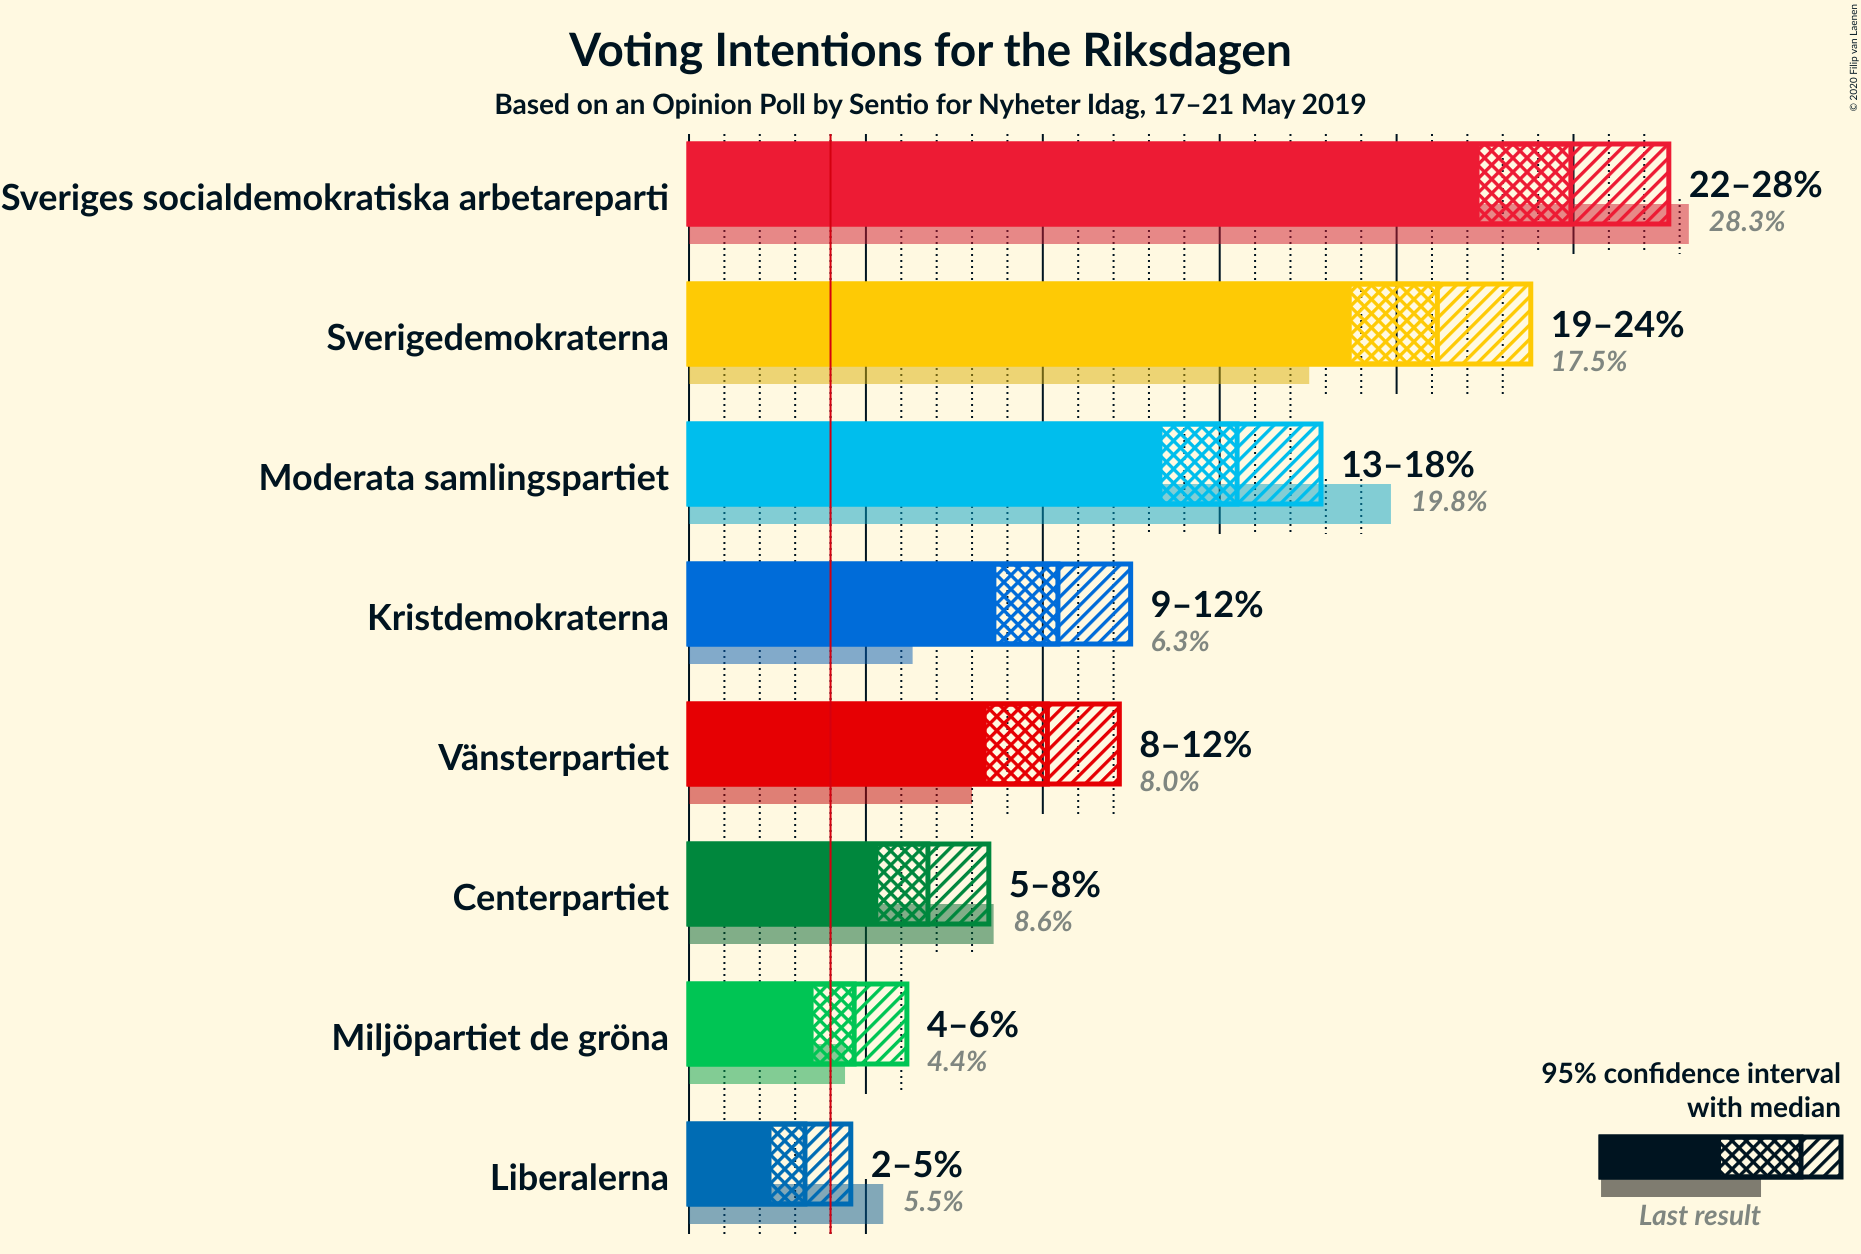 Voting Intentions for the Riksdagen
Based on an Opinion Poll by Sentio for Nyheter Idag, 17–21 May 2019
© 2020 Filip van Laenen
Sveriges socialdemokratiska arbetareparti
22–28%
28.3%
Sverigedemokraterna
19–24%
17.5%
Moderata samlingspartiet
13–18%
19.8%
Kristdemokraterna
9–12%
6.3%
Vänsterpartiet
8–12%
8.0%
Centerpartiet
5–8%
8.6%
Miljöpartiet de gröna
4–6%
4.4%
Liberalerna
2–5%
5.5%
95% confidence interval
with median
Last result